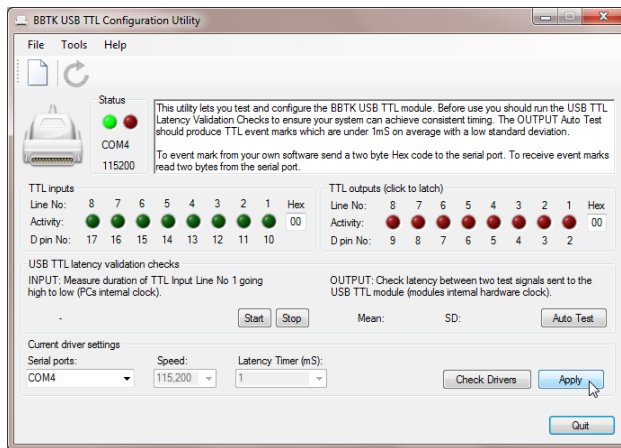 BBTK USB TTL Configuration Utility
File Tools Help
Status
COM4
115200
This utility lets you test and configure the BBTK USB TTL module. Before use you should run the USB TTL
Latency Validation Checks to ensure your system can achieve consistent timing. The OUTPUT Auto Test
should produce TTL event marks which are under 1mS on average with a low standard deviation.
To event mark from your own software send a two byte Hex code to the serial port. To receive event marks
read two bytes from the serial port.
TTL inputs
Line No: 8 7 6 5 4 3 2 1 Hex
Activity: 00
D pin No: 17 16 15 14 13 12 11 10
TTL outputs (click to latch)
Line No: 8 7 6 5 4 3 2 1 Hex
Activity: 00
D pin No: 9 8 7 6 5 4 3 2
USB TTL latency validation checks
INPUT: Measure duration of TTL Input Line No 1 going
high to low (PCs internal clock).
- Start Stop
OUTPUT: Check latency between two test signals sent to the
USB TTL module (modules internal hardware clock).
Mean: SD: Auto Test
Current driver settings
Serial ports: Speed: Latency Timer (mS):
COM4 115,200 1 Check Drivers Apply
Quit